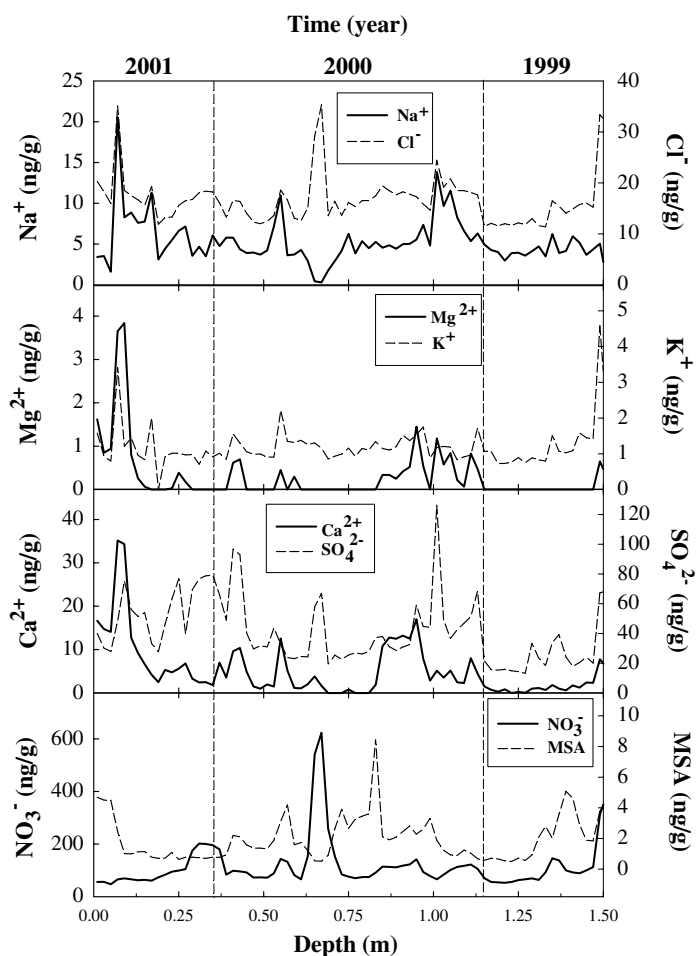 Time (year)
2001 2000 1999
25 20 15 10 5 0
Na⁺ (ng/g)
Na⁺
Cl⁻
40 30 20 10 0
Cl⁻ (ng/g)
4 3 2 1 0
Mg²⁺ (ng/g)
Mg²⁺
K⁺
5 4 3 2 1 0
K⁺ (ng/g)
40 30 20 10 0
Ca²⁺ (ng/g)
Ca²⁺
SO₄²⁻
120 100 80 60 40 20 0
SO₄²⁻ (ng/g)
600 400 200 0
NO₃⁻ (ng/g)
NO₃⁻
MSA
10 8 6 4 2 0
MSA (ng/g)
0.00 0.25 0.50 0.75 1.00 1.25 1.50
Depth (m)